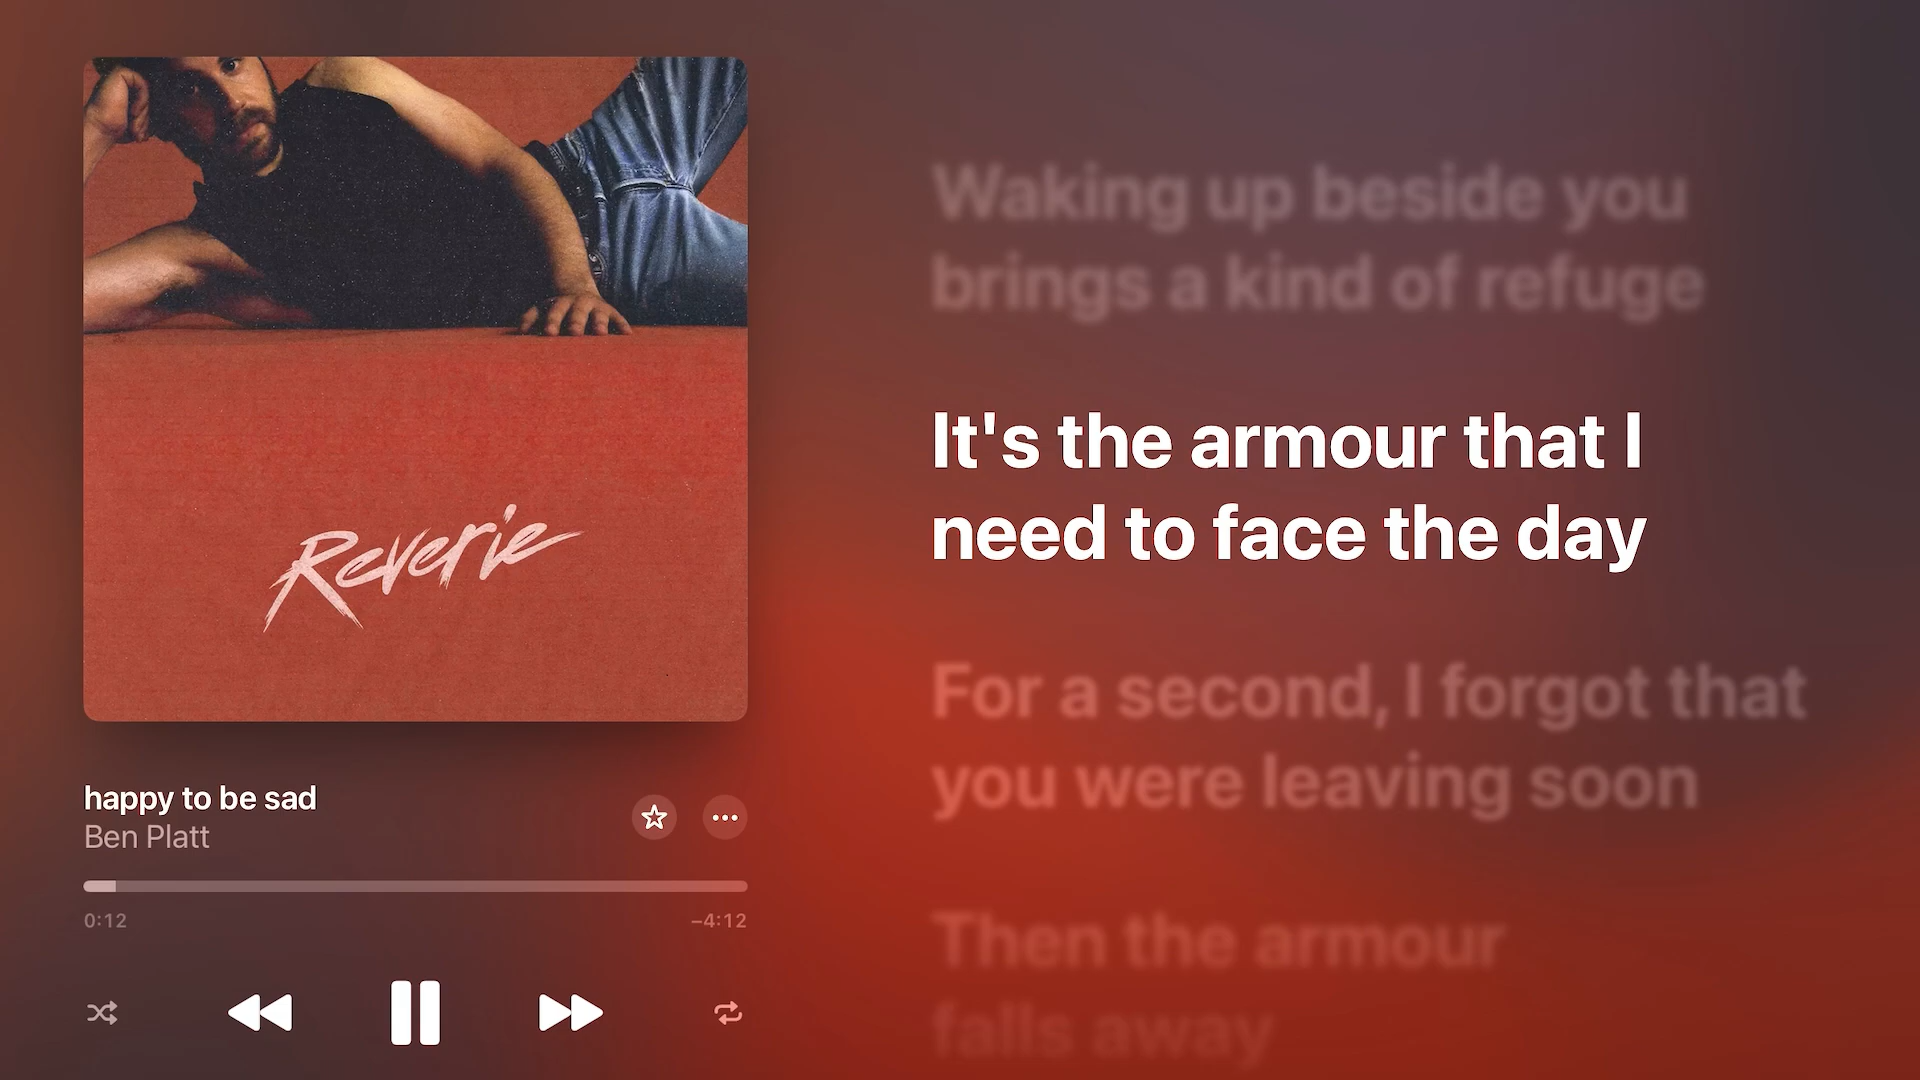 Reverie
happy to be sad
Ben Platt
0:12
−4:12
Waking up beside you
brings a kind of refuge
It's the armour that I
need to face the day
For a second, I forgot that
you were leaving soon
Then the armour
falls away